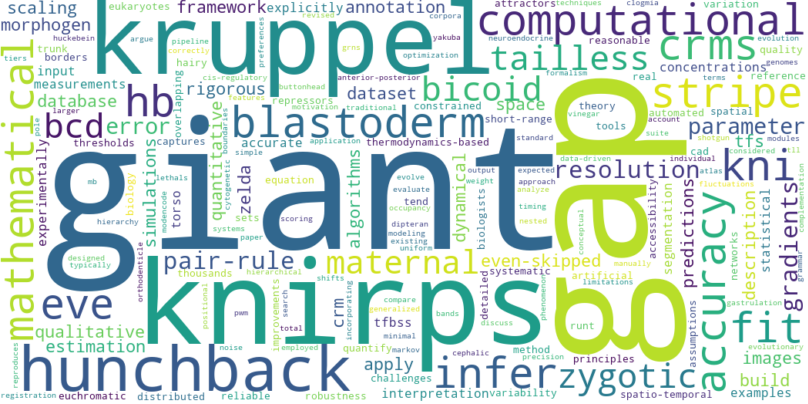 scaling
eukaryotes
framework
explicitly
annotation
attractors
revised
techniques
clogmia
variation
morphogen
huckebein
trunk
borders
kruppel
pipeline
corpora
preferences
yakuba
neuroendocrine
evolution
computational
quality
genomes
tiers
larger
hairy
argue
correctly
grns
optimization
input
measurements
rigorous
cis-regulatory
anterior-posterior
formalism
buttonhead
real
tailless
crms
concentrations
reasonable
reference
hb
database
overlapping
repressors
features
motivation
traditional
dataset
bicoid
constrained
space
theory
vinegar
automated
stripe
bcd
error
accurate
captures
thresholds
blastoderm
short-range
application
thermodynamics-based
standard
tools
cad
considered
til
account
spatial
parameter
data-driven
shotgun
modules
tfs
suite
individual
atlas
resolution
kni
mathematical
experimentally
pole
simulations
quantitative
boundaries
zelda
simple
torso
equation
biology
lethals
modencode
sets
cytogenetic
hierarchy
mb
orthodenticle
giant
gap
algorithms
evolve
evaluate
tend
occupancy
dipteran
modeling
existing
uniform
dynamical
output
weight
expected
approach
analyze
timing
nested
conceptual
biologists
predictions
accessibility
segmentation
manually
accuracy
networks
drivers
description
statistical
fluctuations
gradients
grammar
eve
pair-rule
maternal
even-skipped
generalized
artificial
limitations
qualitative
estimation
reproduces
registration
euchromatic
knirps
designed
typically
systems
paper
scoring
hierarchical
shifts
compare
bands
positional
thousands
improvements
cephalic
pwm
search
total
noise
employed
markov
crm
incorporating
tfbss
minimal
quantify
precision
method
apply
challenges
systematic
detailed
discuss
phenomenon
principles
runt
assumptions
fit
images
build
evolutionary
gastrulation
terms
hunchback
infer
zygotic
distributed
reliable
robustness
interpretation
variability
spatio-temporal
examples